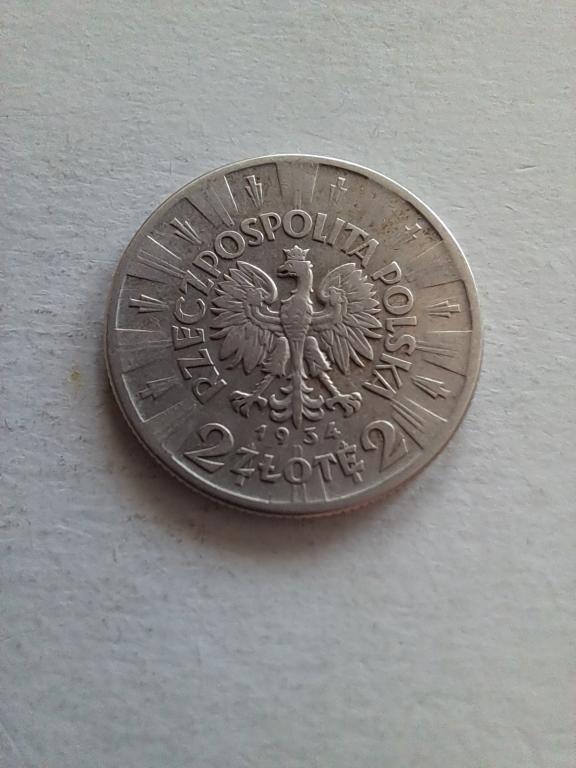 RZECZPOSPOLITA POLSKA
1934
2 ZŁOTE 2